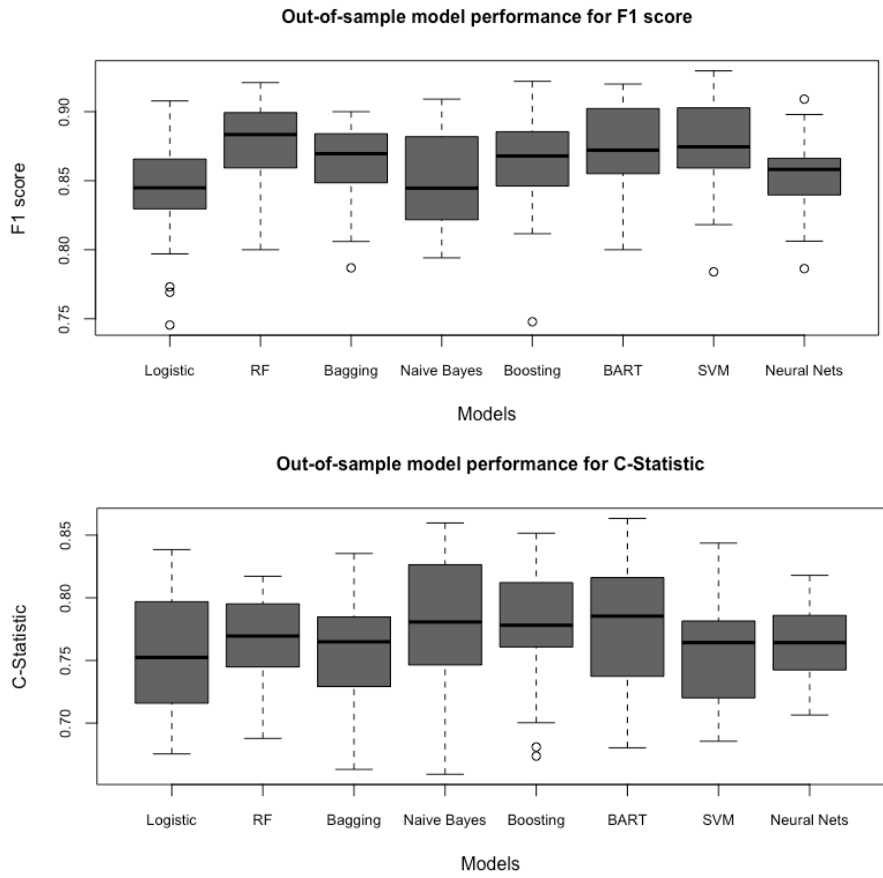 Out-of-sample model performance for F1 score
F1 score
0.90
0.85
0.80
0.75
Logistic RF Bagging Naive Bayes Boosting BART SVM Neural Nets
Models
Out-of-sample model performance for C-Statistic
C-Statistic
0.85
0.80
0.75
0.70
Logistic RF Bagging Naive Bayes Boosting BART SVM Neural Nets
Models